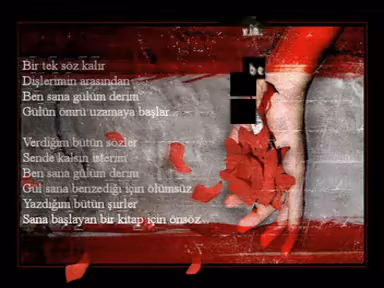 Bir tek söz kalır
Dişlerimin arasından
Ben sana gülüm derim
Gülün ömrü uzamaya başlar...
Verdiğim bütün sözler
Sende kalsın isterim
Ben sana gülüm derim
Gül sana benzediği için ölümsüz
Yazdığım bütün şiirler
Sana başlayan bir kitap için önsöz...